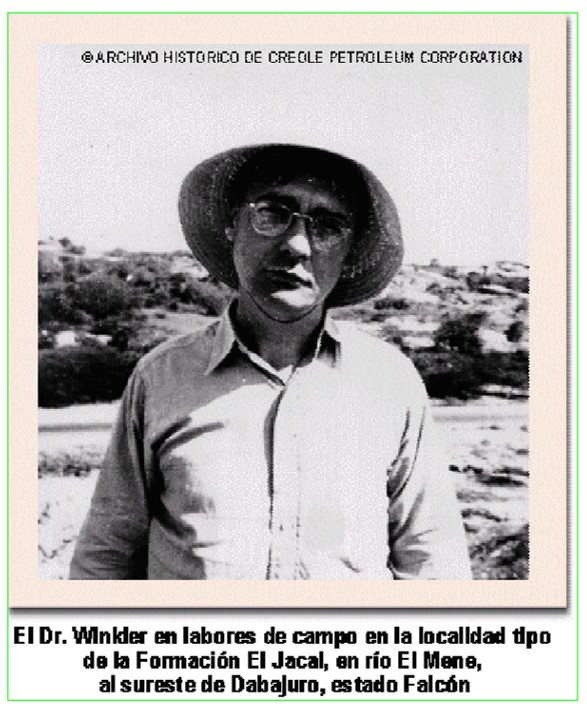 ©ARCHIVO HISTORICO DE CREOLE PETROLEUM CORPORATION
El Dr. Winkler en labores de campo en la localidad tipo
de la Formación El Jacal, en río El Mene,
al sureste de Dabajuro, estado Falcón